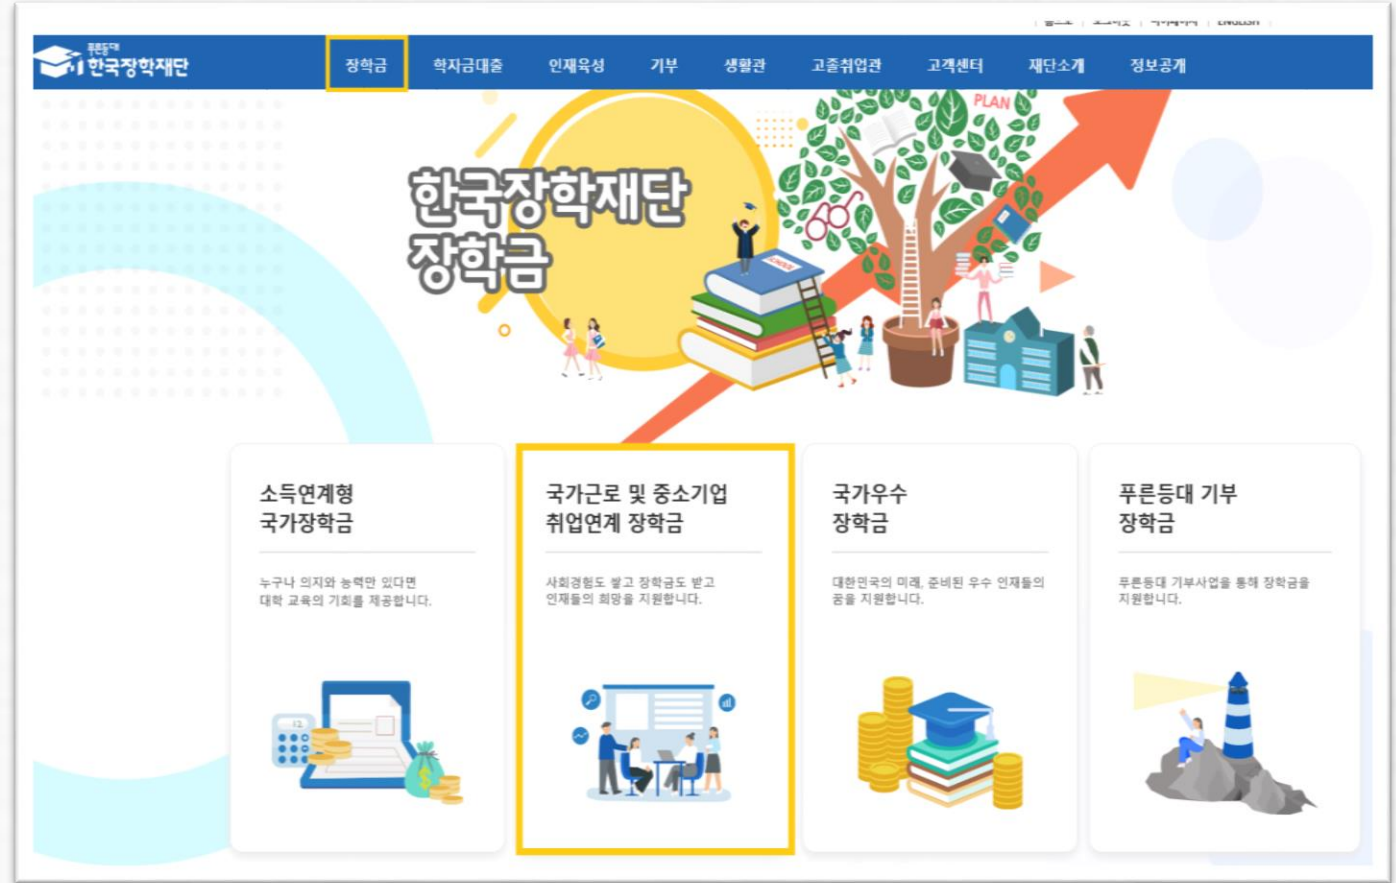 ENGLISH
푸른등대
한국장학재단
장학금 학자금대출 인재육성 기부 생활관 고졸취업관 고객센터 재단소개 정보공개
PLAN
한국장학재단
장학금
SCHOOL
소득연계형
국가장학금
누구나 의지와 능력만 있다면
대학 교육의 기회를 제공합니다.
12
국가근로 및 중소기업
취업연계 장학금
사회경험도 쌓고 장학금도 받고
인재들의 희망을 지원합니다.
국가우수
장학금
대한민국의 미래, 준비된 우수 인재들의
꿈을 지원합니다.
푸른등대 기부
장학금
푸른등대 기부사업을 통해 장학금을
지원합니다.